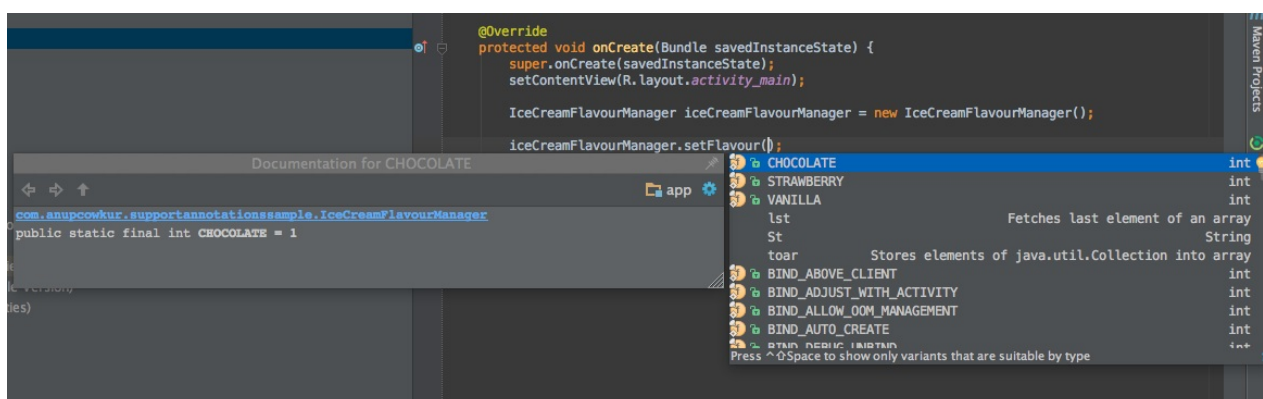 @Override
protected void onCreate(Bundle savedInstanceState) {
super.onCreate(savedInstanceState);
setContentView(R.layout.activity_main);
IceCreamFlavourManager iceCreamFlavourManager = new IceCreamFlavourManager();
iceCreamFlavourManager.setFlavour();
Maven Projects
Documentation for CHOCOLATE
app
com.anupcowkur.supportannotationssample.IceCreamFlavourManager
public static final int CHOCOLATE = 1
CHOCOLATE int
STRAWBERRY int
VANILLA int
lst Fetches last element of an array
St String
toar Stores elements of java.util.Collection into array
BIND_ABOVE_CLIENT int
BIND_ADJUST_WITH_ACTIVITY int
BIND_ALLOW_OOM_MANAGEMENT int
BIND_AUTO_CREATE int
BIND_DEBUG_UNBIND int
Press ^⇧Space to show only variants that are suitable by type